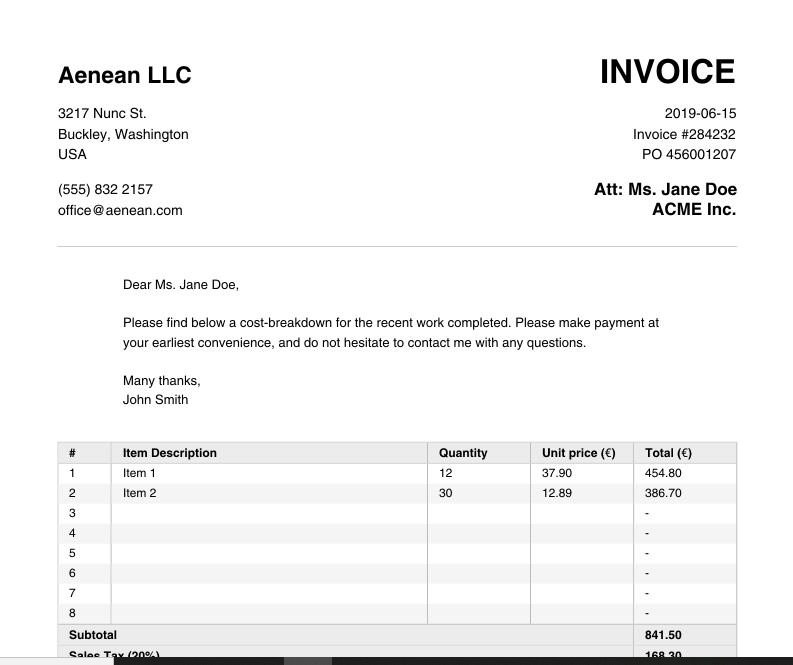 Aenean LLC
INVOICE
3217 Nunc St.
2019-06-15
Buckley, Washington
Invoice #284232
USA
PO 456001207
(555) 832 2157
Att: Ms. Jane Doe
office@aenean.com
ACME Inc.
Dear Ms. Jane Doe,
Please find below a cost-breakdown for the recent work completed. Please make payment at
your earliest convenience, and do not hesitate to contact me with any questions.
Many thanks,
John Smith
# Item Description Quantity Unit price (€) Total (€)
1 Item 1 12 37.90 454.80
2 Item 2 30 12.89 386.70
3 -
4 -
5 -
6 -
7 -
8 -
Subtotal 841.50
Sales Tax (20%) 168.30